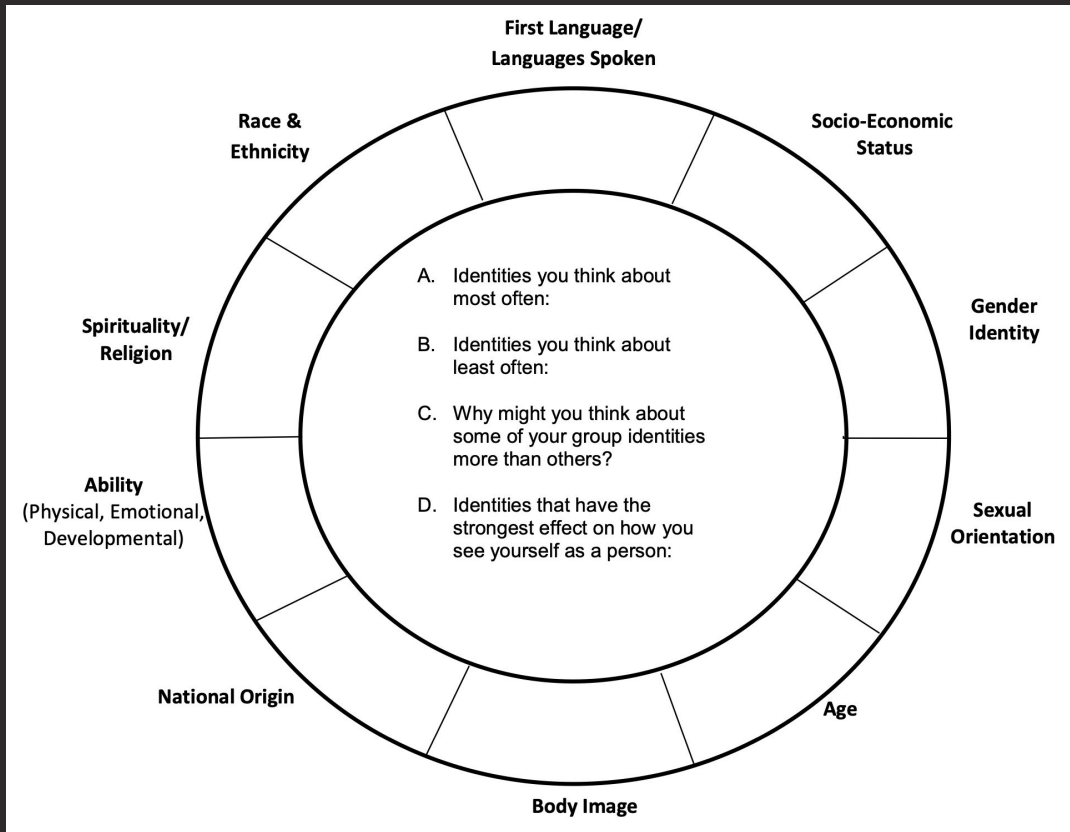 First Language/
Languages Spoken
Race &
Ethnicity
Socio-Economic
Status
Spirituality/
Religion
Gender
Identity
A. Identities you think about
most often:
B. Identities you think about
least often:
C. Why might you think about
some of your group identities
more than others?
D. Identities that have the
strongest effect on how you
see yourself as a person:
Ability
(Physical, Emotional,
Developmental)
Sexual
Orientation
National Origin
Age
Body Image